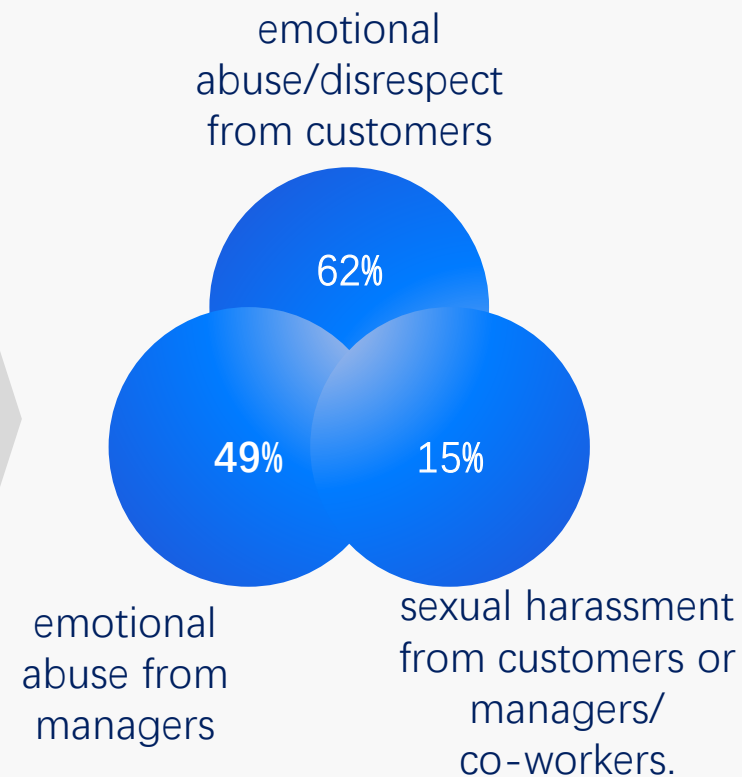 emotional
abuse/disrespect
from customers
62%
49%
15%
emotional
abuse from
managers
sexual harassment
from customers or
managers/
co-workers.